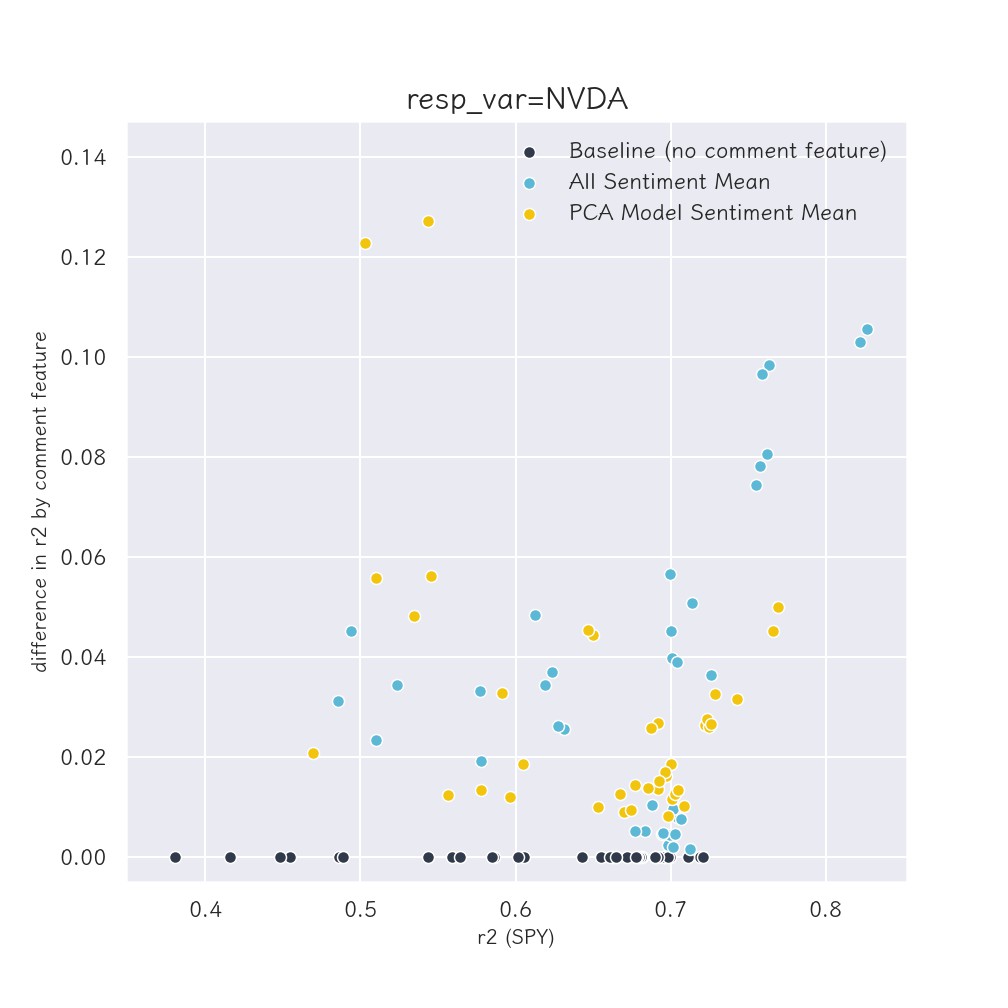 resp_var=NVDA
Baseline (no comment feature)
All Sentiment Mean
PCA Model Sentiment Mean
difference in r2 by comment feature
0.14
0.12
0.10
0.08
0.06
0.04
0.02
0.00
0.4 0.5 0.6 0.7 0.8
r2 (SPY)